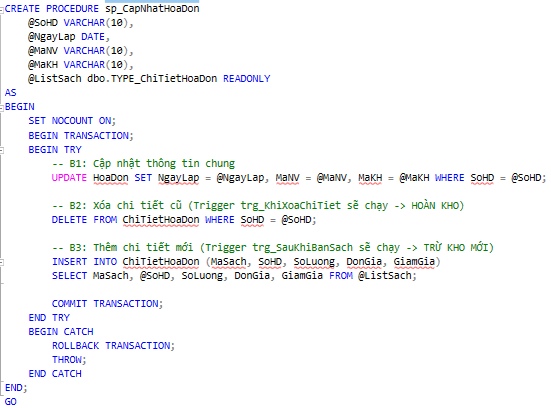 CREATE PROCEDURE sp_CapNhatHoaDon
@SoHD VARCHAR(10),
@NgayLap DATE,
@MaNV VARCHAR(10),
@MaKH VARCHAR(10),
@ListSach dbo.TYPE_ChiTietHoaDon READONLY
AS
BEGIN
SET NOCOUNT ON;
BEGIN TRANSACTION;
BEGIN TRY
-- B1: Cập nhật thông tin chung
UPDATE HoaDon SET NgayLap = @NgayLap, MaNV = @MaNV, MaKH = @MaKH WHERE SoHD = @SoHD;
-- B2: Xóa chi tiết cũ (Trigger trg_KhiXoaChiTiet sẽ chạy -> HOÀN KHO)
DELETE FROM ChiTietHoaDon WHERE SoHD = @SoHD;
-- B3: Thêm chi tiết mới (Trigger trg_SauKhiBanSach sẽ chạy -> TRỪ KHO MỚI)
INSERT INTO ChiTietHoaDon (MaSach, SoHD, SoLuong, DonGia, GiamGia)
SELECT MaSach, @SoHD, SoLuong, DonGia, GiamGia FROM @ListSach;
COMMIT TRANSACTION;
END TRY
BEGIN CATCH
ROLLBACK TRANSACTION;
THROW;
END CATCH
END;
GO